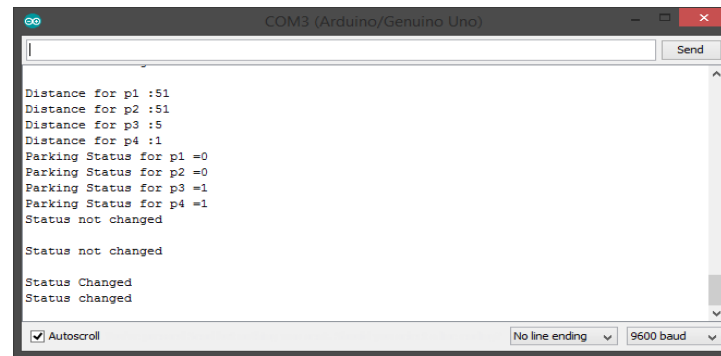 COM3 (Arduino/Genuino Uno)
Send
Distance for p1 :51
Distance for p2 :51
Distance for p3 :5
Distance for p4 :1
Parking Status for p1 =0
Parking Status for p2 =0
Parking Status for p3 =1
Parking Status for p4 =1
Status not changed
Status not changed
Status Changed
Status changed
Autoscroll
No line ending
9600 baud